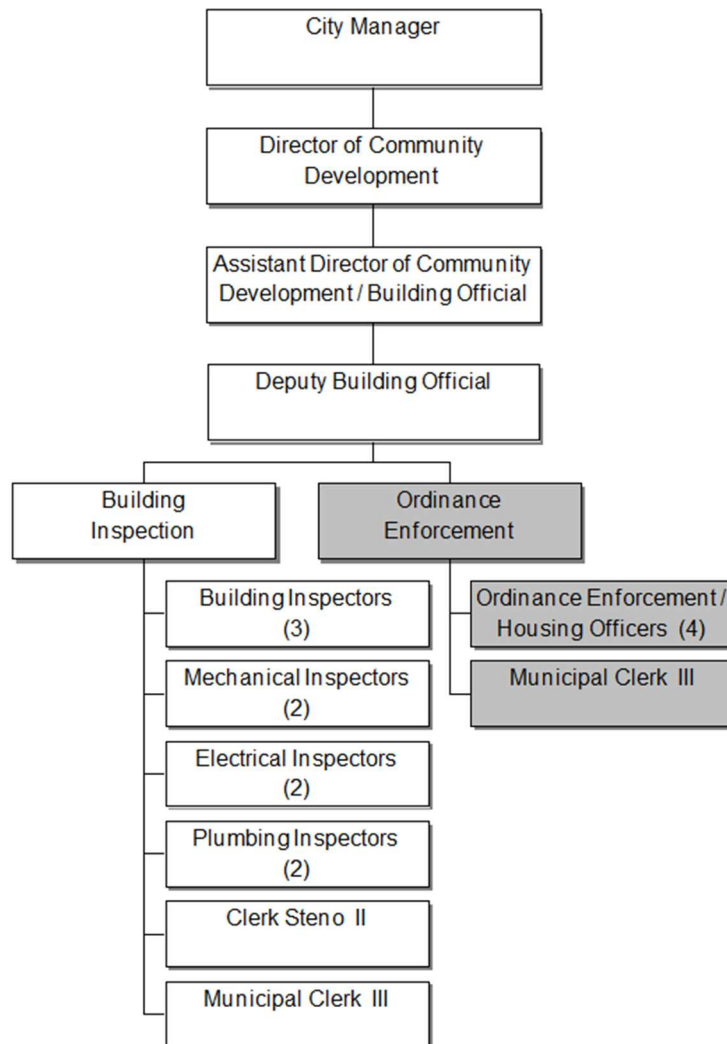 City Manager
Director of Community
Development
Assistant Director of Community
Development / Building Official
Deputy Building Official
Building
Inspection
Ordinance
Enforcement
Building Inspectors
(3)
Mechanical Inspectors
(2)
Electrical Inspectors
(2)
Plumbing Inspectors
(2)
Clerk Steno II
Municipal Clerk III
Ordinance Enforcement /
Housing Officers (4)
Municipal Clerk III